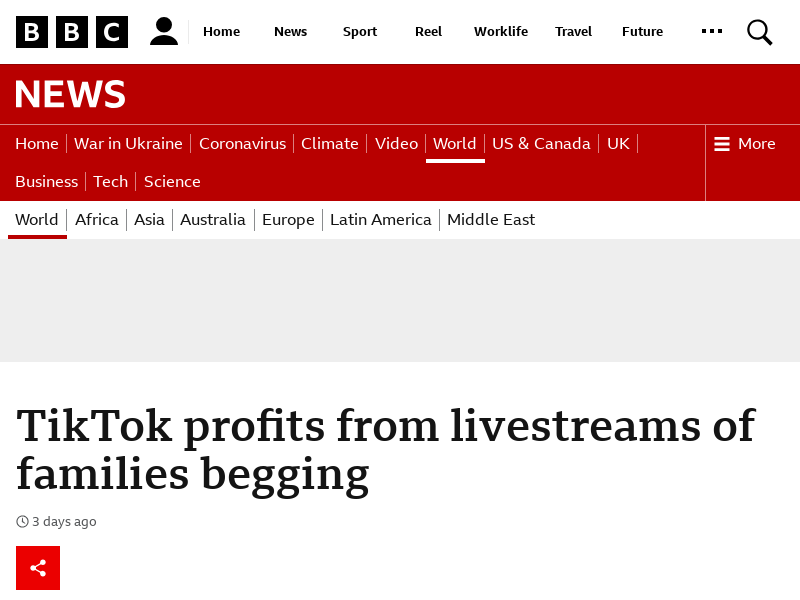 BBC Home News Sport Reel Worklife Travel Future
NEWS
Home War in Ukraine Coronavirus Climate Video World US & Canada UK More
Business Tech Science
World Africa Asia Australia Europe Latin America Middle East
TikTok profits from livestreams of
families begging
3 days ago